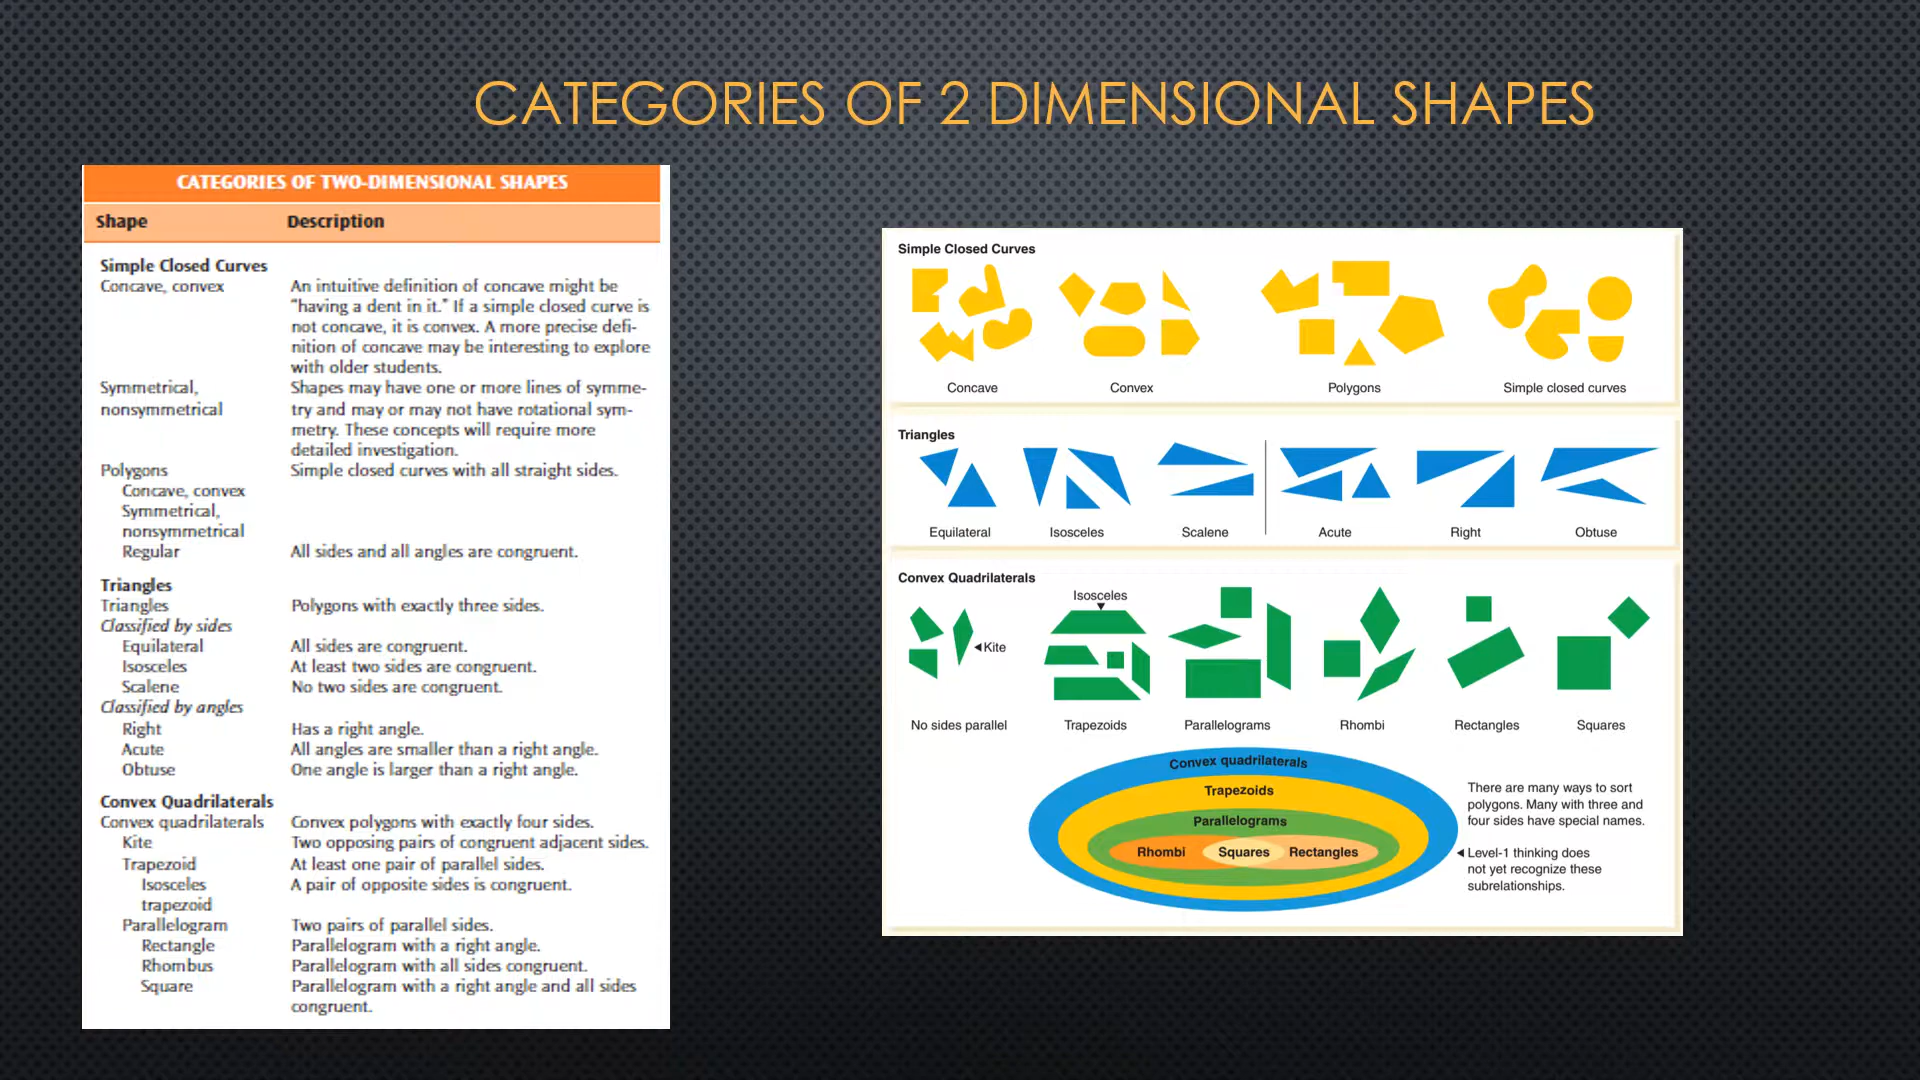 CATEGORIES OF 2 DIMENSIONAL SHAPES
CATEGORIES OF TWO-DIMENSIONAL SHAPES
Shape Description
Simple Closed Curves
Concave, convex An intuitive definition of concave might be
"having a dent in it." If a simple closed curve is
not concave, it is convex. A more precise defi-
nition of concave may be interesting to explore
with older students.
Symmetrical, Shapes may have one or more lines of symme-
nonsymmetrical try and may or may not have rotational sym-
metry. These concepts will require more
detailed investigation.
Polygons Simple closed curves with all straight sides.
Concave, convex
Symmetrical,
nonsymmetrical
Regular All sides and all angles are congruent.
Triangles
Triangles Polygons with exactly three sides.
Classified by sides
Equilateral All sides are congruent.
Isosceles At least two sides are congruent.
Scalene No two sides are congruent.
Classified by angles
Right Has a right angle.
Acute All angles are smaller than a right angle.
Obtuse One angle is larger than a right angle.
Convex Quadrilaterals
Convex quadrilaterals Convex polygons with exactly four sides.
Kite Two opposing pairs of congruent adjacent sides.
Trapezoid At least one pair of parallel sides.
Isosceles A pair of opposite sides is congruent.
trapezoid
Parallelogram Two pairs of parallel sides.
Rectangle Parallelogram with a right angle.
Rhombus Parallelogram with all sides congruent.
Square Parallelogram with a right angle and all sides
congruent.
Simple Closed Curves
Concave Convex Polygons Simple closed curves
Triangles
Equilateral Isosceles Scalene Acute Right Obtuse
Convex Quadrilaterals
Isosceles
Kite
No sides parallel Trapezoids Parallelograms Rhombi Rectangles Squares
Convex quadrilaterals
Trapezoids
Parallelograms
Rhombi Squares Rectangles
There are many ways to sort
polygons. Many with three and
four sides have special names.
Level-1 thinking does
not yet recognize these
subrelationships.